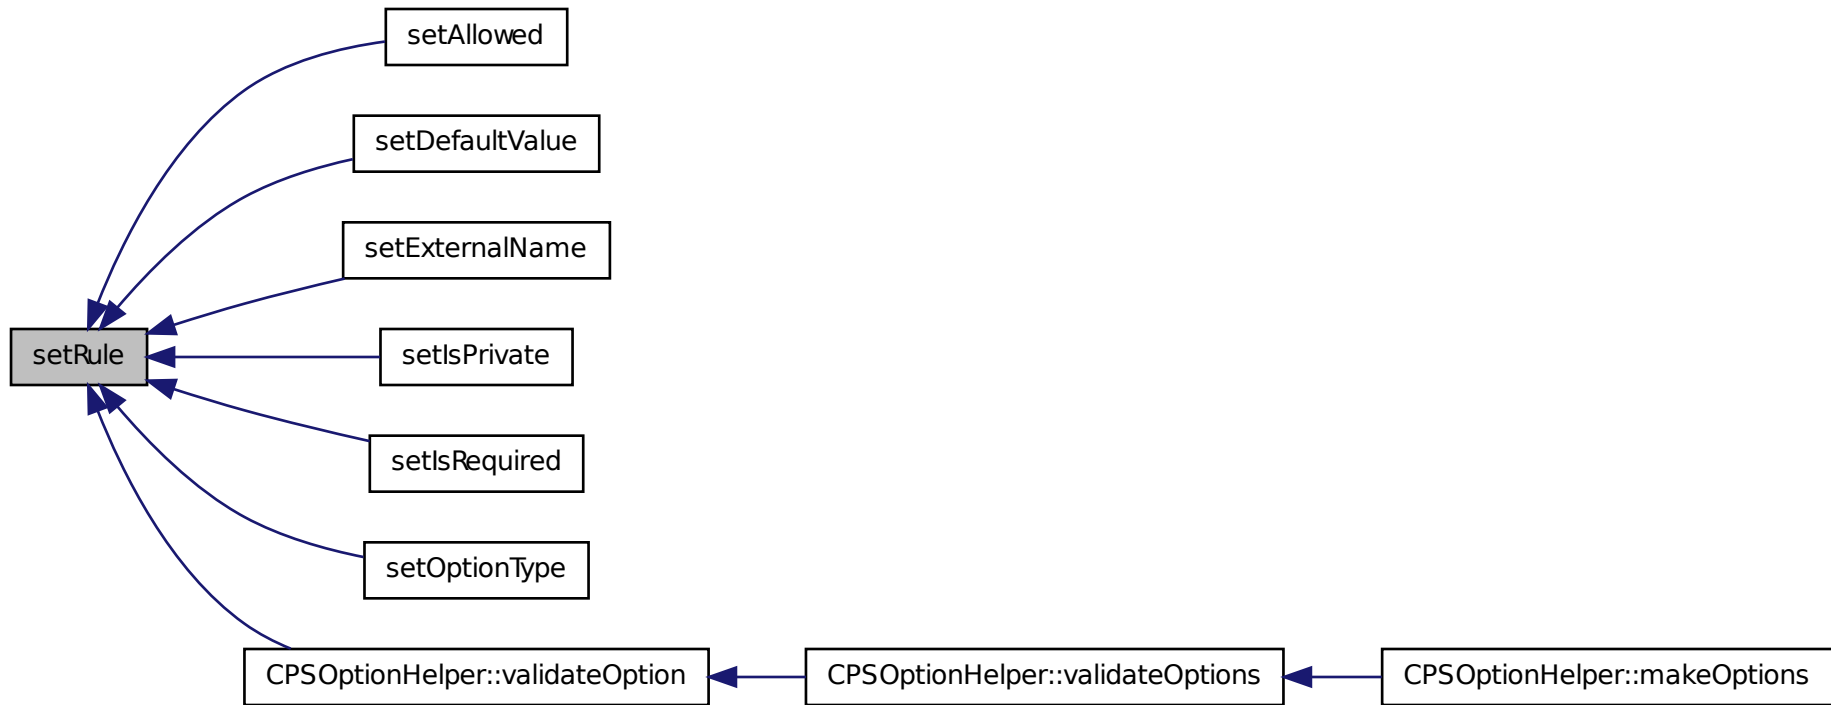 setAllowed
setDefaultValue
setExternalName
setRule
setIsPrivate
setIsRequired
setOptionType
CPSOptionHelper::validateOption
CPSOptionHelper::validateOptions
CPSOptionHelper::makeOptions